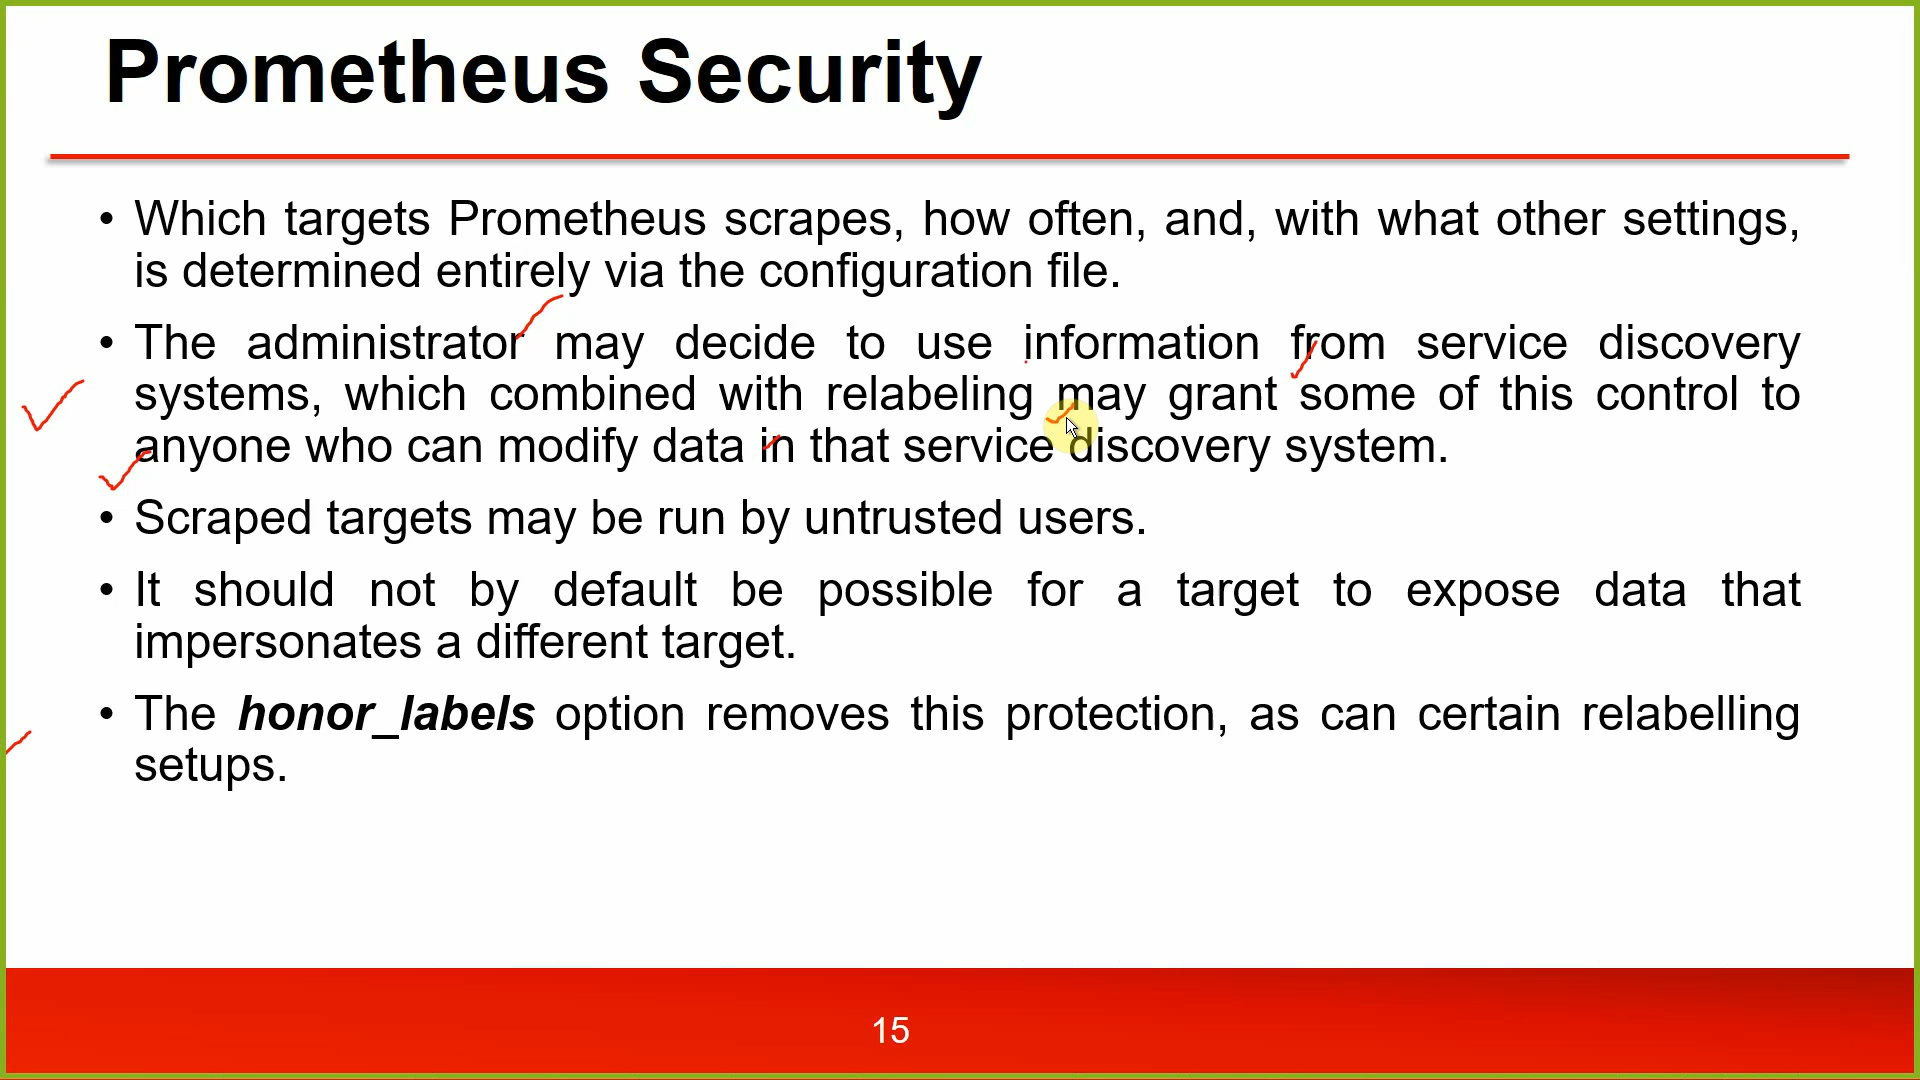 Prometheus Security
• Which targets Prometheus scrapes, how often, and, with what other settings,
is determined entirely via the configuration file.
• The administrator may decide to use information from service discovery
systems, which combined with relabeling may grant some of this control to
anyone who can modify data in that service discovery system.
• Scraped targets may be run by untrusted users.
• It should not by default be possible for a target to expose data that
impersonates a different target.
• The honor_labels option removes this protection, as can certain relabelling
setups.
15